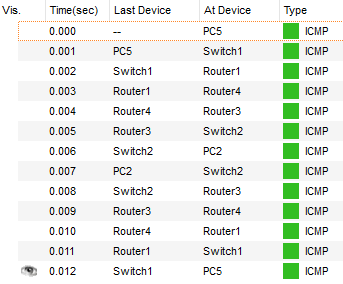 Vis. Time(sec) Last Device At Device Type
0.000 -- PC5 ICMP
0.001 PC5 Switch1 ICMP
0.002 Switch1 Router1 ICMP
0.003 Router1 Router4 ICMP
0.004 Router4 Router3 ICMP
0.005 Router3 Switch2 ICMP
0.006 Switch2 PC2 ICMP
0.007 PC2 Switch2 ICMP
0.008 Switch2 Router3 ICMP
0.009 Router3 Router4 ICMP
0.010 Router4 Router1 ICMP
0.011 Router1 Switch1 ICMP
0.012 Switch1 PC5 ICMP